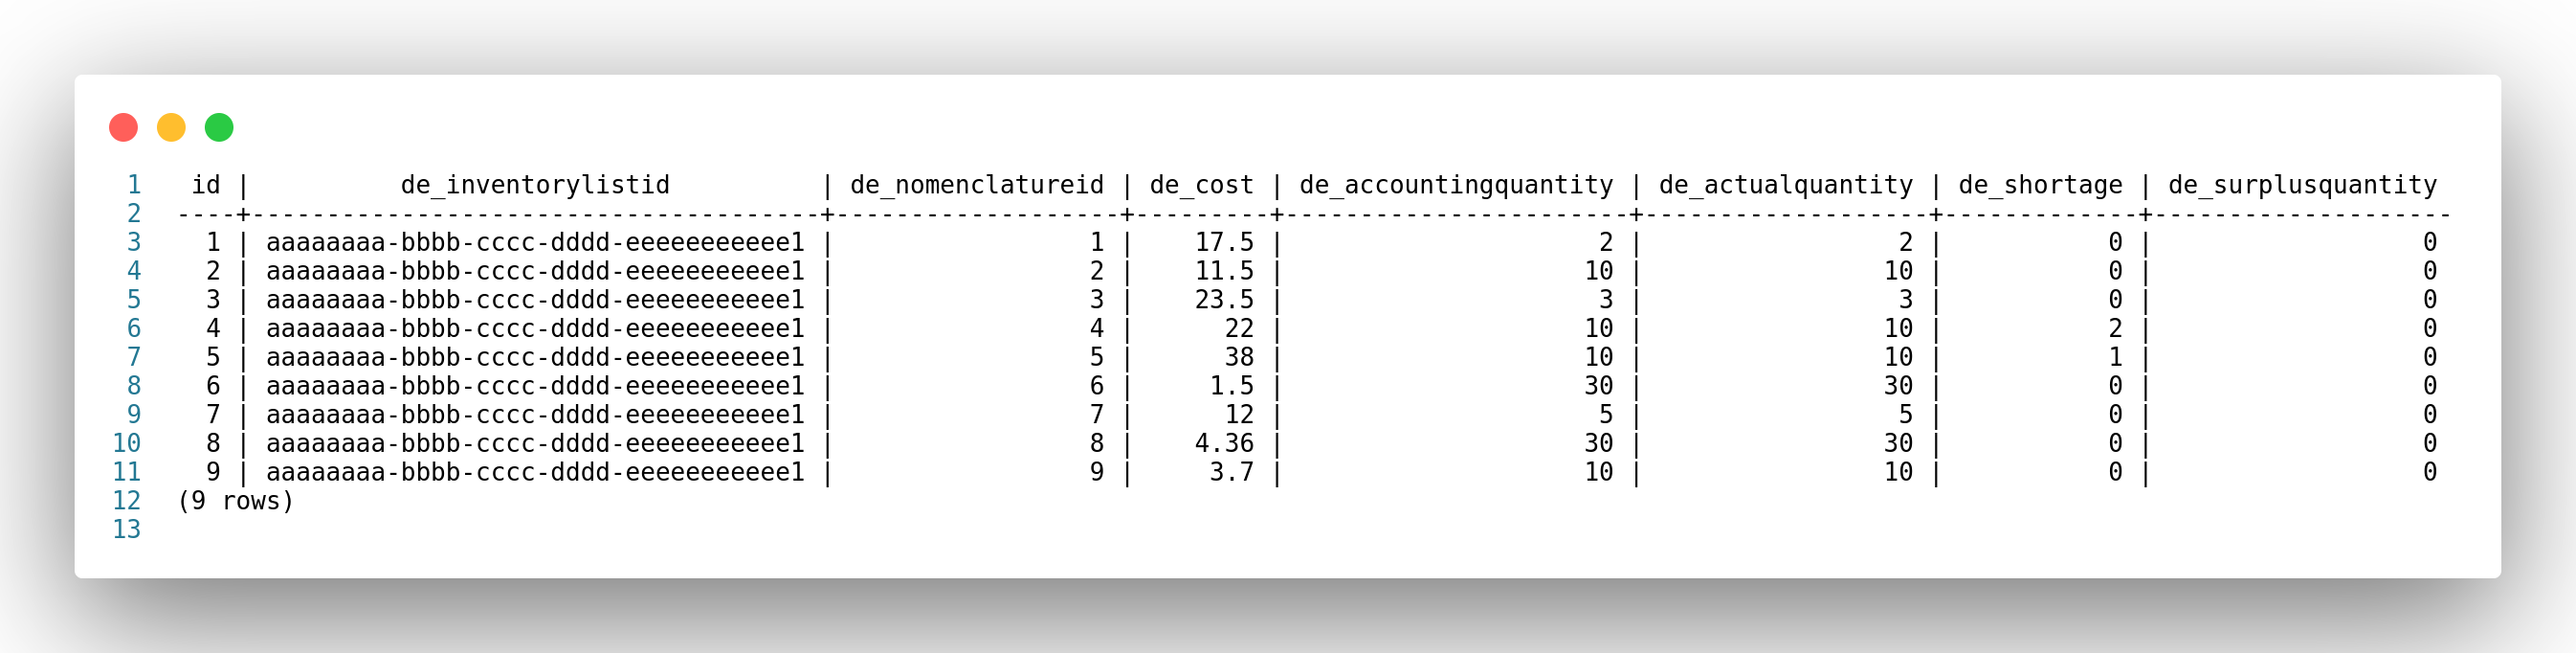 1 id | de_inventorylistid | de_nomenclatureid | de_cost | de_accountingquantity | de_actualquantity | de_shortage | de_surplusquantity
2 ----+--------------------------------------+-------------------+---------+-----------------------+-------------------+-------------+--------------------
3 1 | aaaaaaaa-bbbb-cccc-dddd-eeeeeeeeeee1 | 1 | 17.5 | 2 | 2 | 0 | 0
4 2 | aaaaaaaa-bbbb-cccc-dddd-eeeeeeeeeee1 | 2 | 11.5 | 10 | 10 | 0 | 0
5 3 | aaaaaaaa-bbbb-cccc-dddd-eeeeeeeeeee1 | 3 | 23.5 | 3 | 3 | 0 | 0
6 4 | aaaaaaaa-bbbb-cccc-dddd-eeeeeeeeeee1 | 4 | 22 | 10 | 10 | 2 | 0
7 5 | aaaaaaaa-bbbb-cccc-dddd-eeeeeeeeeee1 | 5 | 38 | 10 | 10 | 1 | 0
8 6 | aaaaaaaa-bbbb-cccc-dddd-eeeeeeeeeee1 | 6 | 1.5 | 30 | 30 | 0 | 0
9 7 | aaaaaaaa-bbbb-cccc-dddd-eeeeeeeeeee1 | 7 | 12 | 5 | 5 | 0 | 0
10 8 | aaaaaaaa-bbbb-cccc-dddd-eeeeeeeeeee1 | 8 | 4.36 | 30 | 30 | 0 | 0
11 9 | aaaaaaaa-bbbb-cccc-dddd-eeeeeeeeeee1 | 9 | 3.7 | 10 | 10 | 0 | 0
12 (9 rows)
13